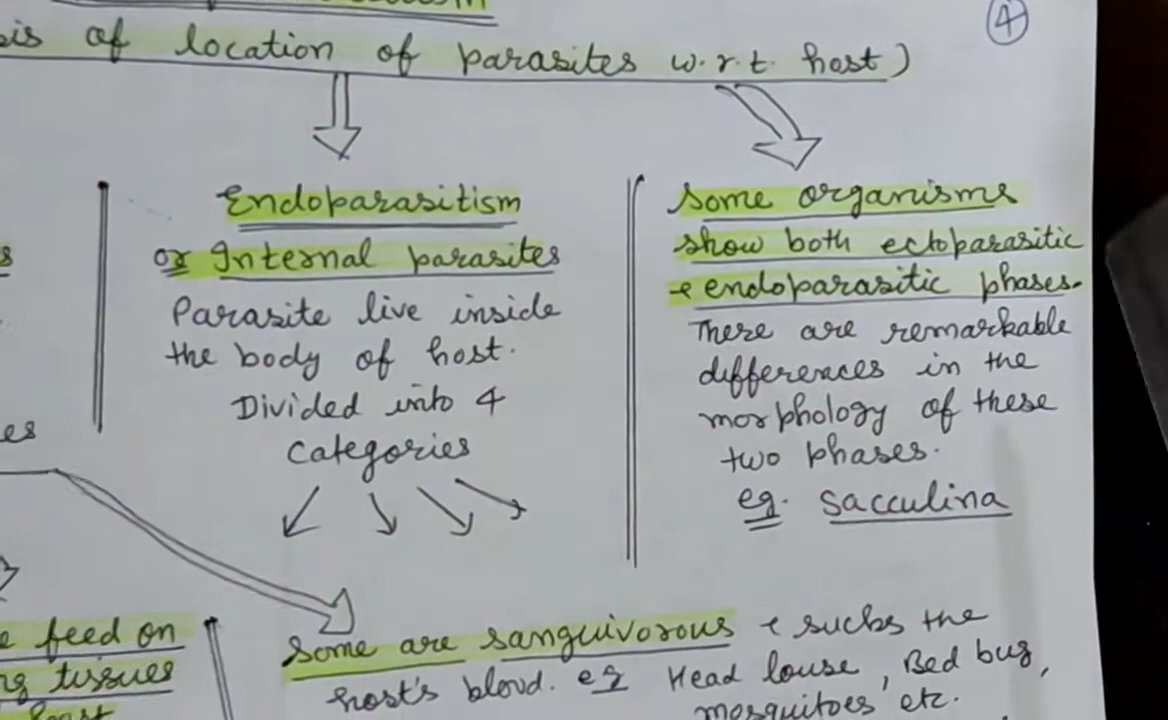 ④
of location of parasites w.r.t. host)
Endoparasitism
or Internal parasites
Parasite live inside
the body of host.
Divided into 4
categories
Some organisms
show both ectoparasitic
& endoparasitic phases.
There are remarkable
differences in the
morphology of these
two phases.
eg. Sacculina
feed on
tissues
Some are sanguivorous & sucks the
host's blood. eg Head louse, Bed bug,
mosquitoes etc.